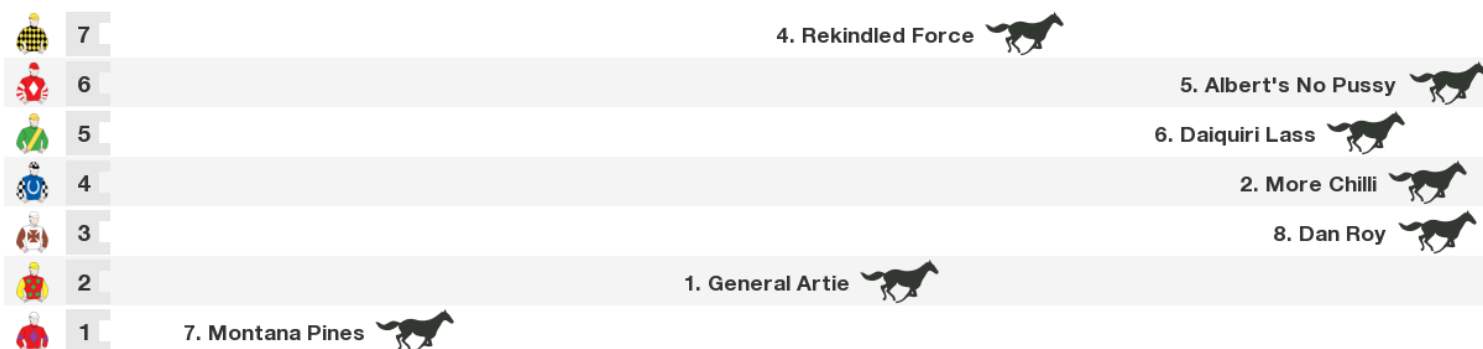 7 4. Rekindled Force
6 5. Albert's No Pussy
5 6. Daiquiri Lass
4 2. More Chilli
3 8. Dan Roy
2 1. General Artie
1 7. Montana Pines